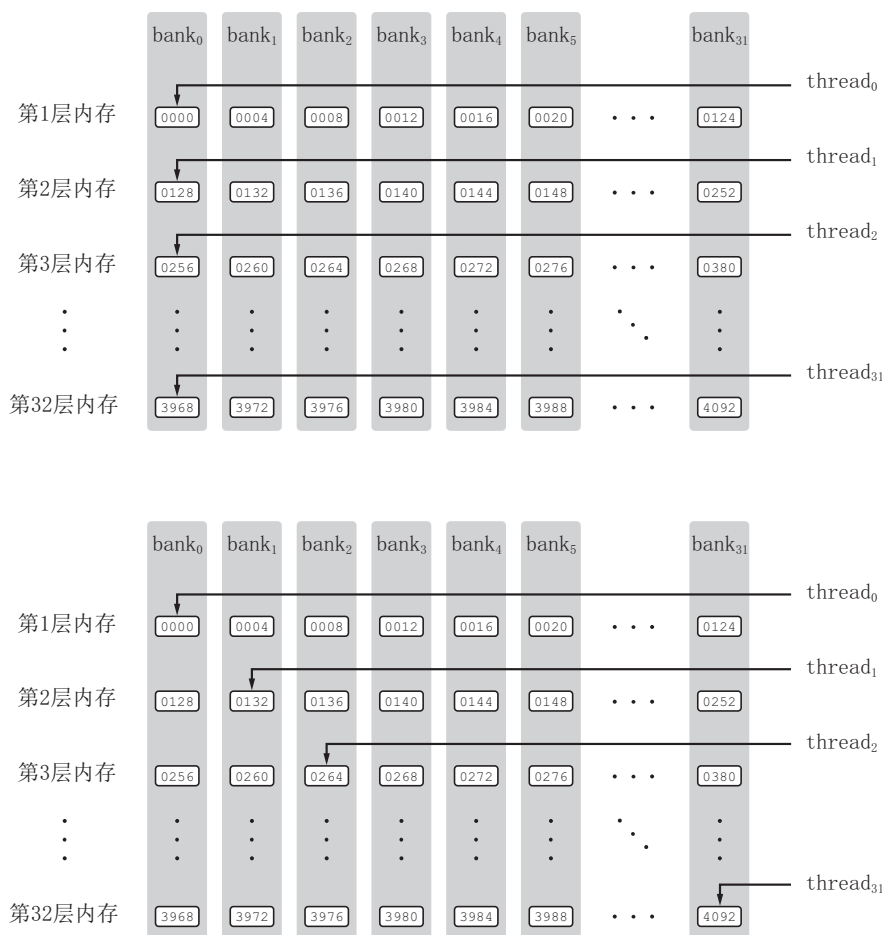 bank₀ bank₁ bank₂ bank₃ bank₄ bank₅ bank₃₁
thread₀
第1层内存 0000 0004 0008 0012 0016 0020 · · · 0124
thread₁
第2层内存 0128 0132 0136 0140 0144 0148 · · · 0252
thread₂
第3层内存 0256 0260 0264 0268 0272 0276 · · · 0380
thread₃₁
第32层内存 3968 3972 3976 3980 3984 3988 · · · 4092
bank₀ bank₁ bank₂ bank₃ bank₄ bank₅ bank₃₁
thread₀
第1层内存 0000 0004 0008 0012 0016 0020 · · · 0124
thread₁
第2层内存 0128 0132 0136 0140 0144 0148 · · · 0252
thread₂
第3层内存 0256 0260 0264 0268 0272 0276 · · · 0380
thread₃₁
第32层内存 3968 3972 3976 3980 3984 3988 · · · 4092